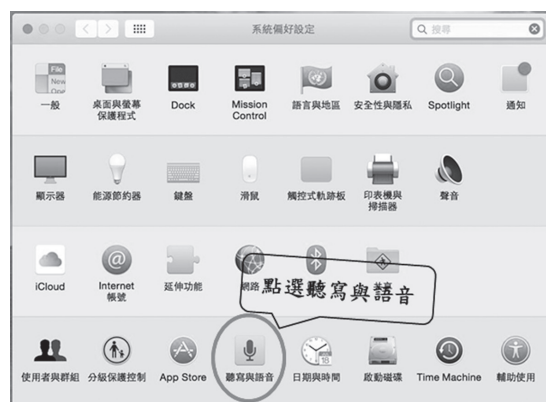 系統偏好設定
搜尋
File
New
一般
桌面與螢幕
保護程式
Dock
Mission
Control
語言與地區
安全性與隱私
Spotlight
通知
顯示器
能源節約器
鍵盤
滑鼠
觸控式軌跡板
印表機與
掃描器
聲音
iCloud
Internet
帳號
延伸功能
網路
點選聽寫與語音
使用者與群組
分級保護控制
App Store
聽寫與語音
日期與時間
18
啟動磁碟
Time Machine
輔助使用